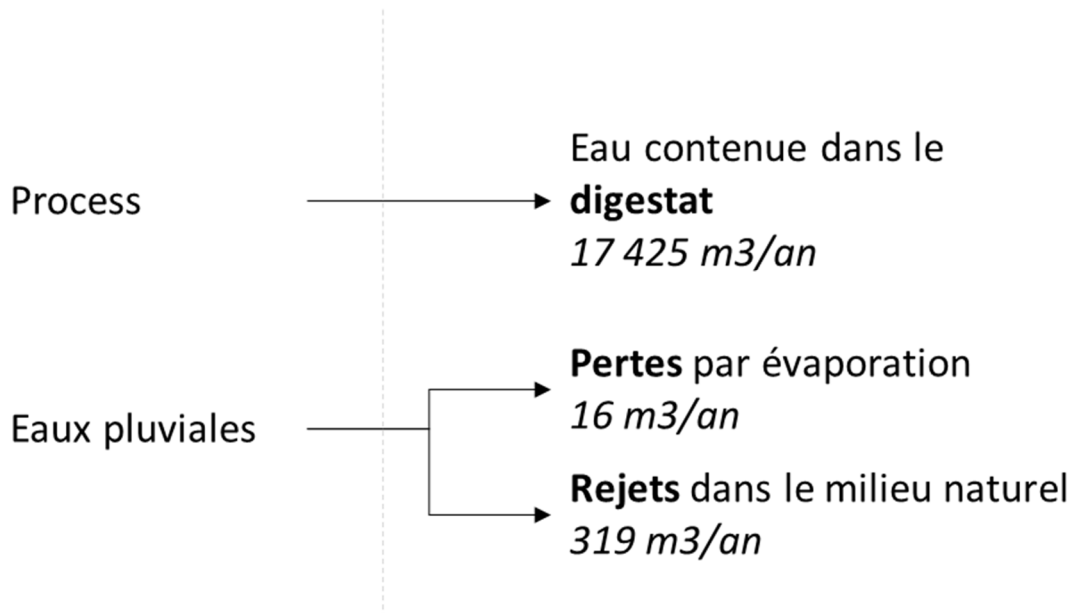 Process
Eau contenue dans le
digestat
17 425 m3/an
Eaux pluviales
Pertes par évaporation
16 m3/an
Rejets dans le milieu naturel
319 m3/an